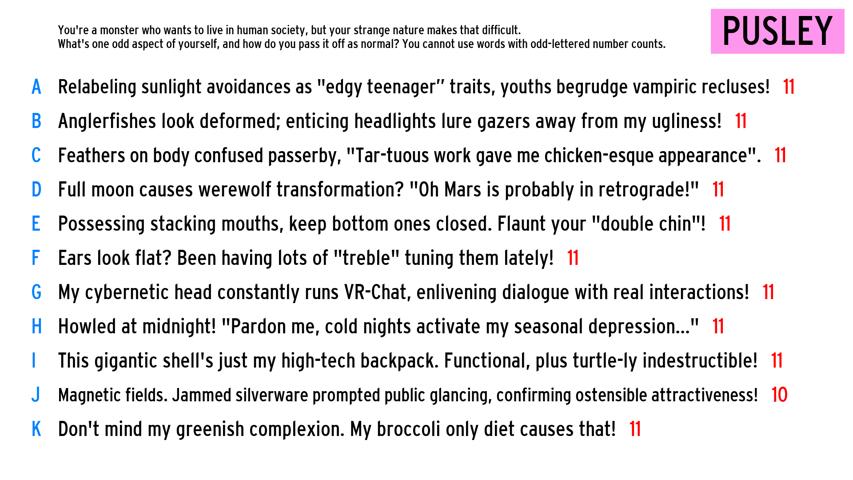 You're a monster who wants to live in human society, but your strange nature makes that difficult.
What's one odd aspect of yourself, and how do you pass it off as normal? You cannot use words with odd-lettered number counts.
PUSLEY
A Relabeling sunlight avoidances as "edgy teenager" traits, youths begrudge vampiric recluses! 11
B Anglerfishes look deformed; enticing headlights lure gazers away from my ugliness! 11
C Feathers on body confused passerby, "Tar-tuous work gave me chicken-esque appearance". 11
D Full moon causes werewolf transformation? "Oh Mars is probably in retrograde!" 11
E Possessing stacking mouths, keep bottom ones closed. Flaunt your "double chin"! 11
F Ears look flat? Been having lots of "treble" tuning them lately! 11
G My cybernetic head constantly runs VR-Chat, enlivening dialogue with real interactions! 11
H Howled at midnight! "Pardon me, cold nights activate my seasonal depression..." 11
I This gigantic shell's just my high-tech backpack. Functional, plus turtle-ly indestructible! 11
J Magnetic fields. Jammed silverware prompted public glancing, confirming ostensible attractiveness! 10
K Don't mind my greenish complexion. My broccoli only diet causes that! 11